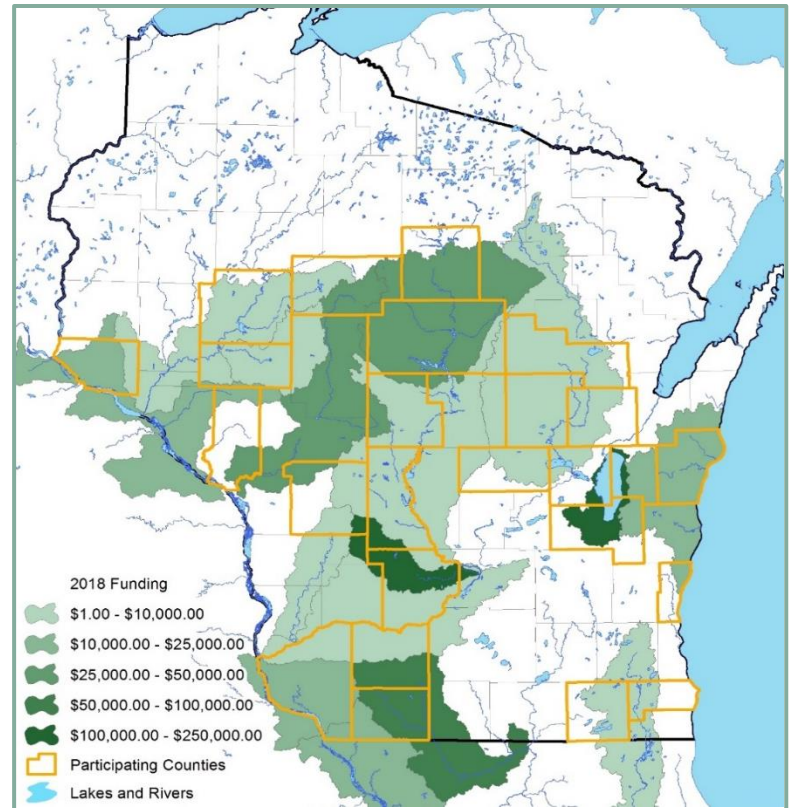 2018 Funding
$1.00 - $10,000.00
$10,000.00 - $25,000.00
$25,000.00 - $50,000.00
$50,000.00 - $100,000.00
$100,000.00 - $250,000.00
Participating Counties
Lakes and Rivers